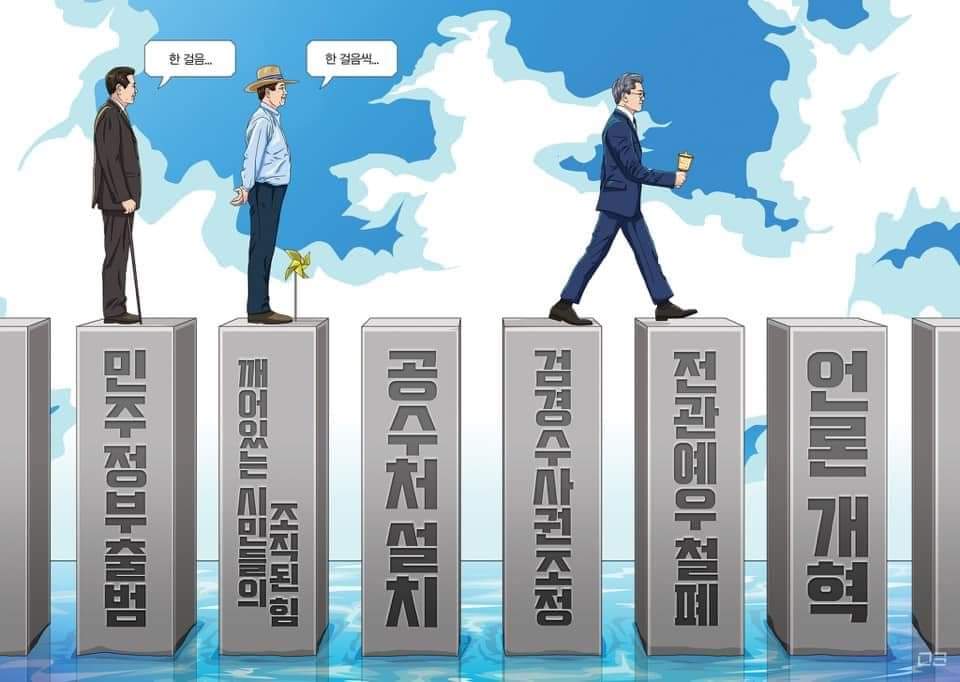 한 걸음...
한 걸음씩...
민주정부출범
깨어있는 시민들의
조직된 힘
공수처 설치
검경수사권조정
전관예우철폐
언론 개혁